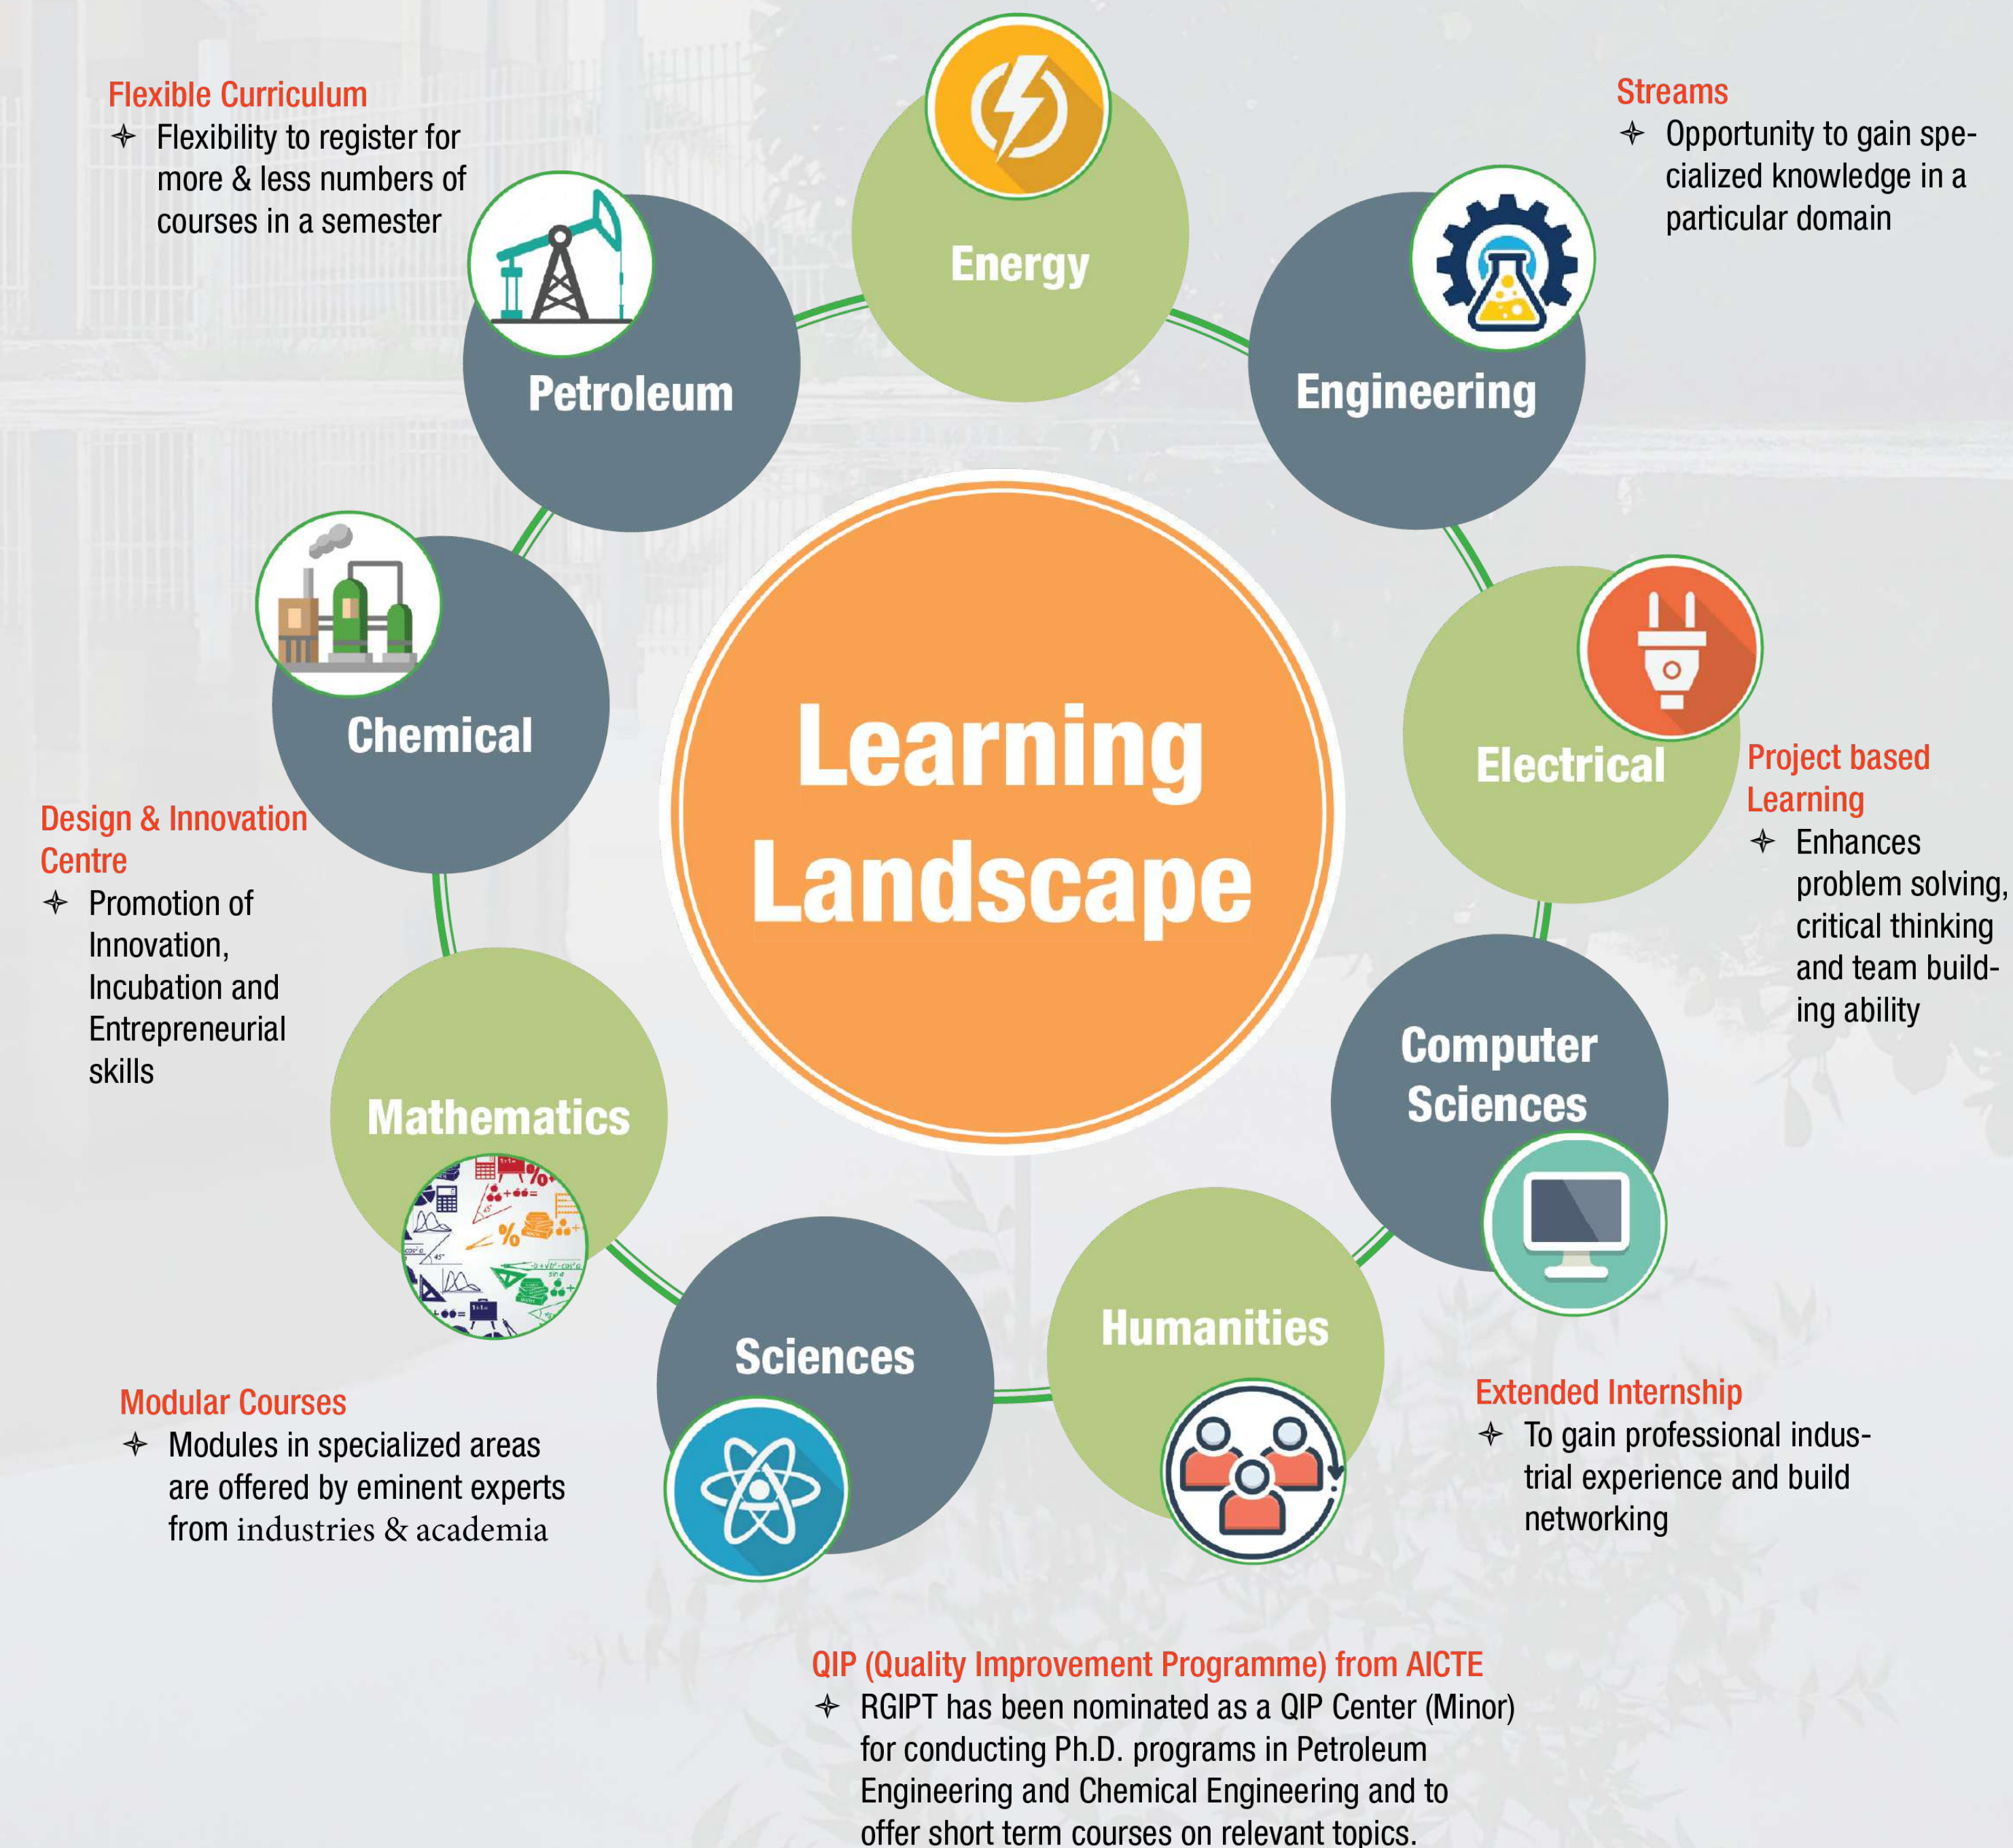 Flexible Curriculum
✧ Flexibility to register for
more & less numbers of
courses in a semester
Streams
✧ Opportunity to gain spe-
cialized knowledge in a
particular domain
Energy
Petroleum
Engineering
Chemical
Learning
Landscape
Electrical
Project based
Learning
✧ Enhances
problem solving,
critical thinking
and team build-
ing ability
Design & Innovation
Centre
✧ Promotion of
Innovation,
Incubation and
Entrepreneurial
skills
Computer
Sciences
Mathematics
Humanities
Sciences
Modular Courses
✧ Modules in specialized areas
are offered by eminent experts
from industries & academia
Extended Internship
✧ To gain professional indus-
trial experience and build
networking
QIP (Quality Improvement Programme) from AICTE
✧ RGIPT has been nominated as a QIP Center (Minor)
for conducting Ph.D. programs in Petroleum
Engineering and Chemical Engineering and to
offer short term courses on relevant topics.